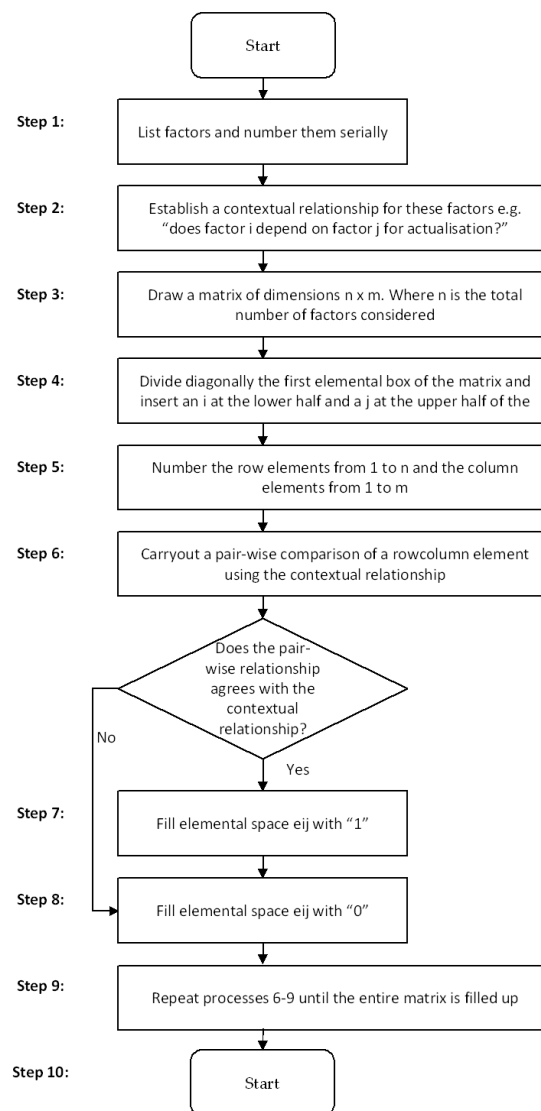 Start
Step 1:
List factors and number them serially
Step 2:
Establish a contextual relationship for these factors e.g.
“does factor i depend on factor j for actualisation?”
Step 3:
Draw a matrix of dimensions n x m. Where n is the total
number of factors considered
Step 4:
Divide diagonally the first elemental box of the matrix and
insert an i at the lower half and a j at the upper half of the
Step 5:
Number the row elements from 1 to n and the column
elements from 1 to m
Step 6:
Carryout a pair-wise comparison of a rowcolumn element
using the contextual relationship
Does the pair-
wise relationship
agrees with the
contextual
relationship?
No
Yes
Step 7:
Fill elemental space eij with “1”
Step 8:
Fill elemental space eij with “0”
Step 9:
Repeat processes 6-9 until the entire matrix is filled up
Step 10:
Start